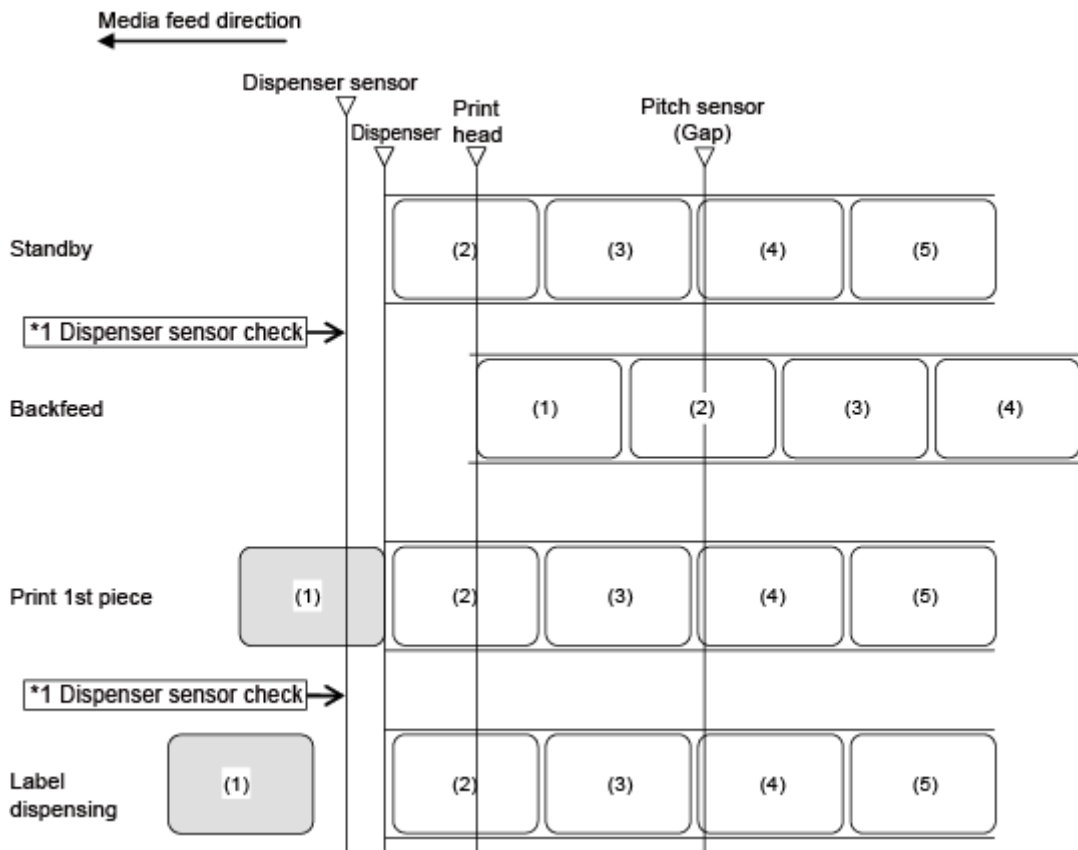 Media feed direction
Dispenser sensor
Dispenser
Print
head
Pitch sensor
(Gap)
Standby
(2)
(3)
(4)
(5)
*1 Dispenser sensor check
Backfeed
(1)
(2)
(3)
(4)
Print 1st piece
(1)
(2)
(3)
(4)
(5)
*1 Dispenser sensor check
Label
dispensing
(1)
(2)
(3)
(4)
(5)